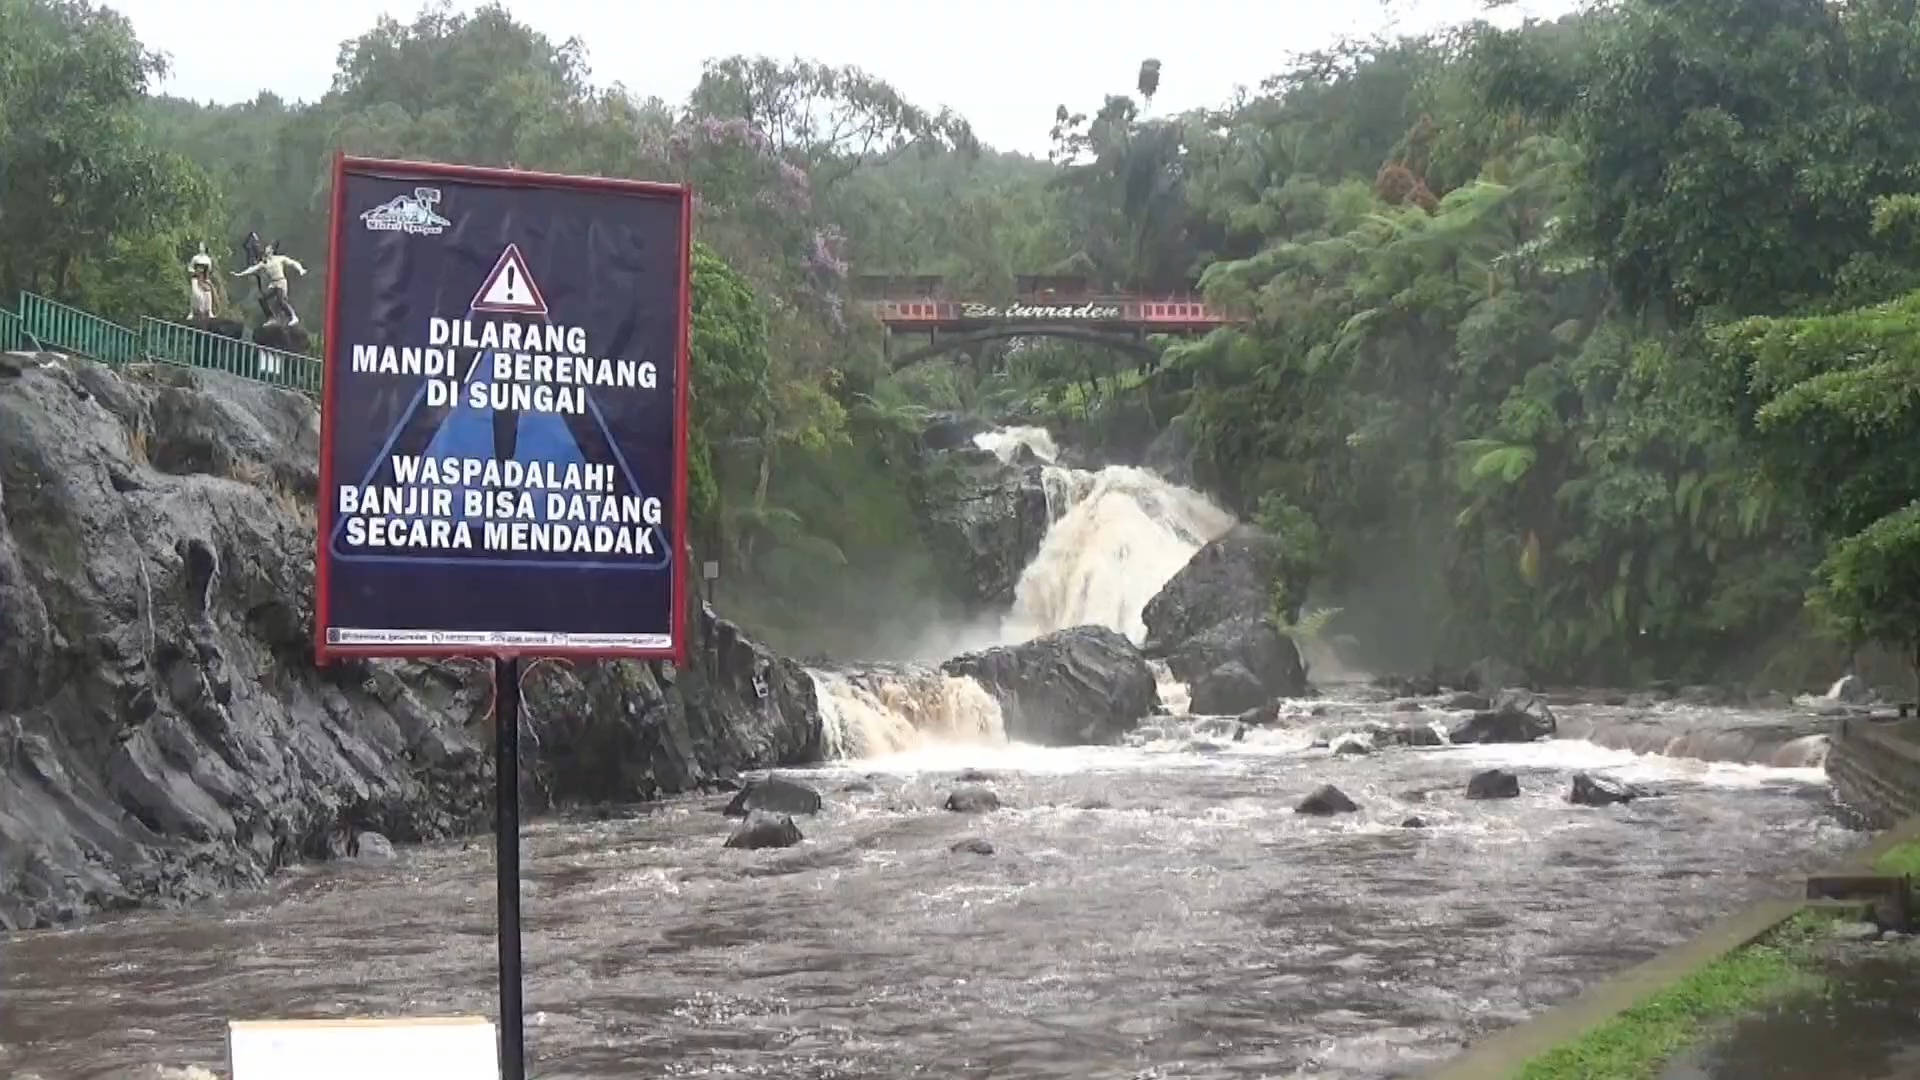 DILARANG
MANDI / BERENANG
DI SUNGAI
WASPADALAH!
BANJIR BISA DATANG
SECARA MENDADAK
Baturraden